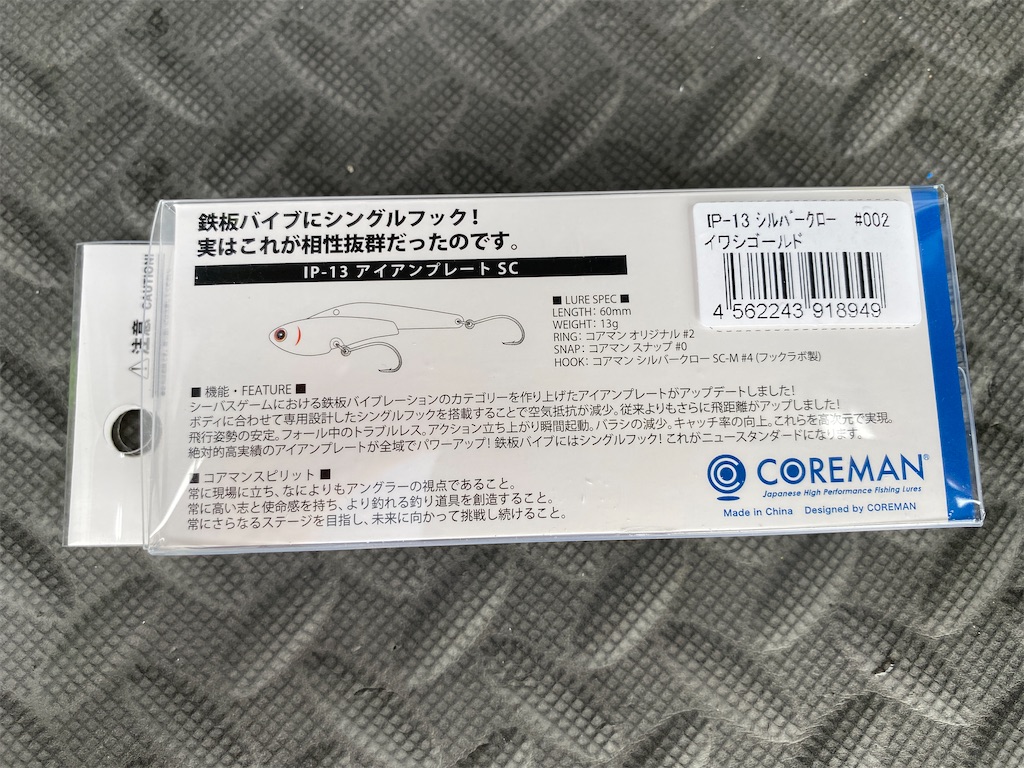 鉄板バイブにシングルフック！
実はこれが相性抜群だったのです。
IP-13 アイアンプレート SC
■ LURE SPEC ■
LENGTH：60mm
WEIGHT：13g
RING：コアマン オリジナル #2
SNAP：コアマン スナップ #0
HOOK：コアマン シルバークロー SC-M #4 (フックラボ製)
IP-13 シルバークロー #002
イワシゴールド
4 562243 918949
注意 CAUTION!
■ 機能・FEATURE ■
シーバスゲームにおける鉄板バイブレーションのカテゴリーを作り上げたアイアンプレートがアップデートしました！
ボディに合わせて専用設計したシングルフックを搭載することで空気抵抗が減少。従来よりもさらに飛距離がアップしました！
飛行姿勢の安定。フォール中のトラブルレス。アクション立ち上がり瞬間起動。バラシの減少。キャッチ率の向上。これらを高次元で実現。
絶対的高実績のアイアンプレートが全域でパワーアップ！鉄板バイブにはシングルフック！これがニュースタンダードになります。
■ コアマンスピリット ■
常に現場に立ち、なによりもアングラーの視点であること。
常に高い志と使命感を持ち、より釣れる釣り道具を創造すること。
常にさらなるステージを目指し、未来に向かって挑戦し続けること。
COREMAN®
Japanese High Performance Fishing Lures
Made in China Designed by COREMAN